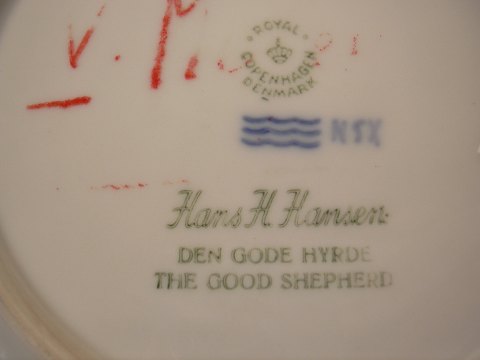 ROYAL
COPENHAGEN
DENMARK
Hans H. Hansen.
DEN GODE HYRDE
THE GOOD SHEPHERD